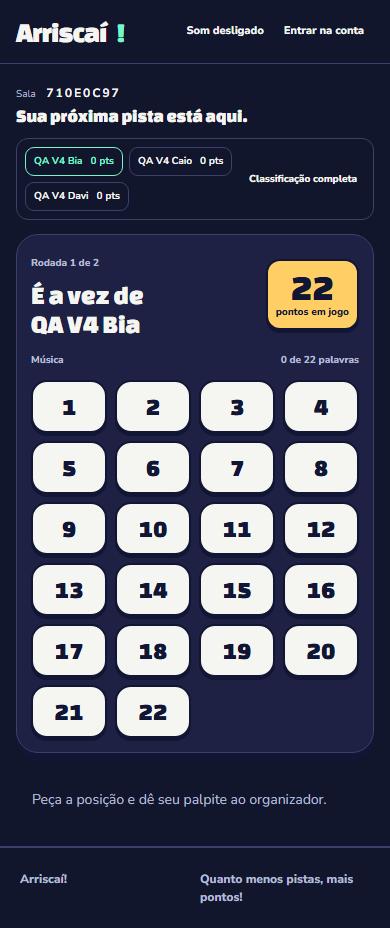 Arriscaí !
Som desligado Entrar na conta
Sala 710E0C97
Sua próxima pista está aqui.
QA V4 Bia 0 pts QA V4 Caio 0 pts
Classificação completa
QA V4 Davi 0 pts
Rodada 1 de 2
É a vez de
QA V4 Bia
22
pontos em jogo
Música 0 de 22 palavras
1 2 3 4
5 6 7 8
9 10 11 12
13 14 15 16
17 18 19 20
21 22
Peça a posição e dê seu palpite ao organizador.
Arriscaí!
Quanto menos pistas, mais
pontos!